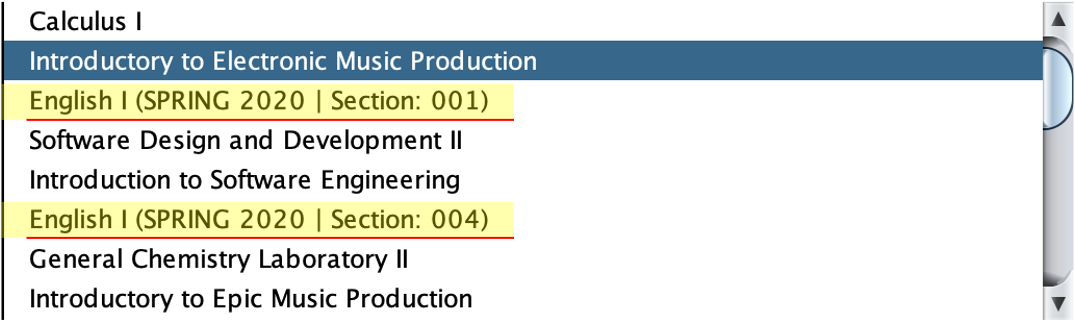 Calculus I
Introductory to Electronic Music Production
English I (SPRING 2020 | Section: 001)
Software Design and Development II
Introduction to Software Engineering
English I (SPRING 2020 | Section: 004)
General Chemistry Laboratory II
Introductory to Epic Music Production